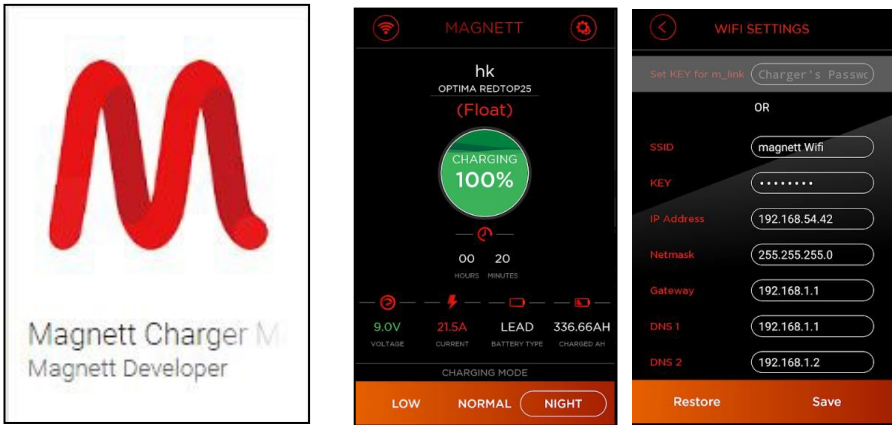 Magnett Charger M
Magnett Developer
MAGNETT
hk
OPTIMA REDTOP25
(Float)
CHARGING
100%
00 20
HOURS MINUTES
9.0V 21.5A LEAD 336.66AH
VOLTAGE CURRENT BATTERY TYPE CHARGED AH
CHARGING MODE
LOW NORMAL NIGHT
WIFI SETTINGS
Set KEY for m_link Charger's Passwo
OR
SSID magnett Wifi
KEY ········
IP Address 192.168.54.42
Netmask 255.255.255.0
Gateway 192.168.1.1
DNS 1 192.168.1.1
DNS 2 192.168.1.2
Restore Save